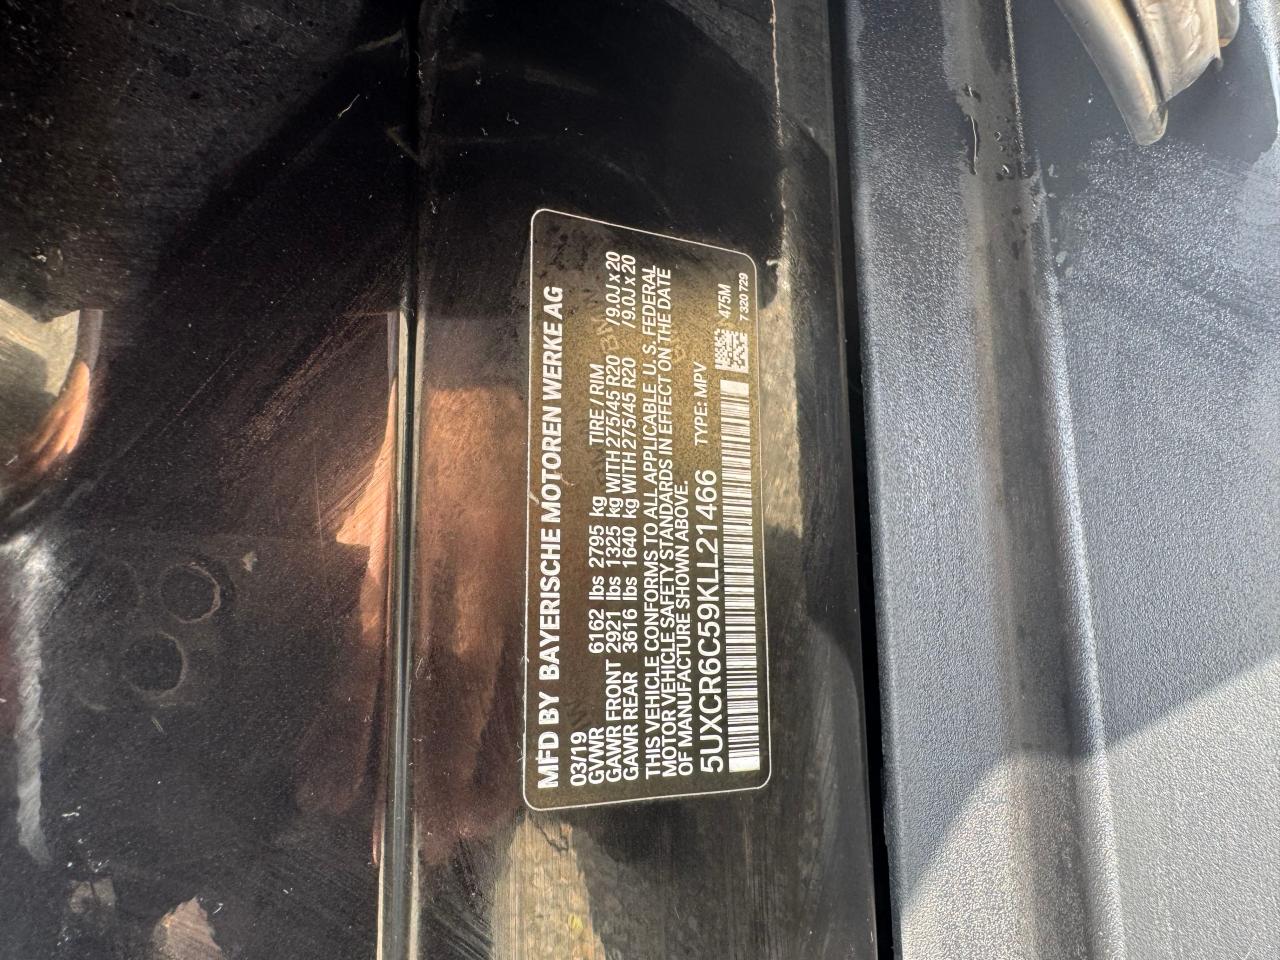 MFD BY BAYERISCHE MOTOREN WERKE AG
03/19
GVWR 6162 lbs 2795 kg TIRE / RIM
GAWR FRONT 2921 lbs 1325 kg WITH 275/45 R20 / 9.0J x 20
GAWR REAR 3616 lbs 1640 kg WITH 275/45 R20 / 9.0J x 20
THIS VEHICLE CONFORMS TO ALL APPLICABLE U. S. FEDERAL
MOTOR VEHICLE SAFETY STANDARDS IN EFFECT ON THE DATE
OF MANUFACTURE SHOWN ABOVE.
5UXCR6C59KLL21466 TYPE: MPV 475M
7 320 729